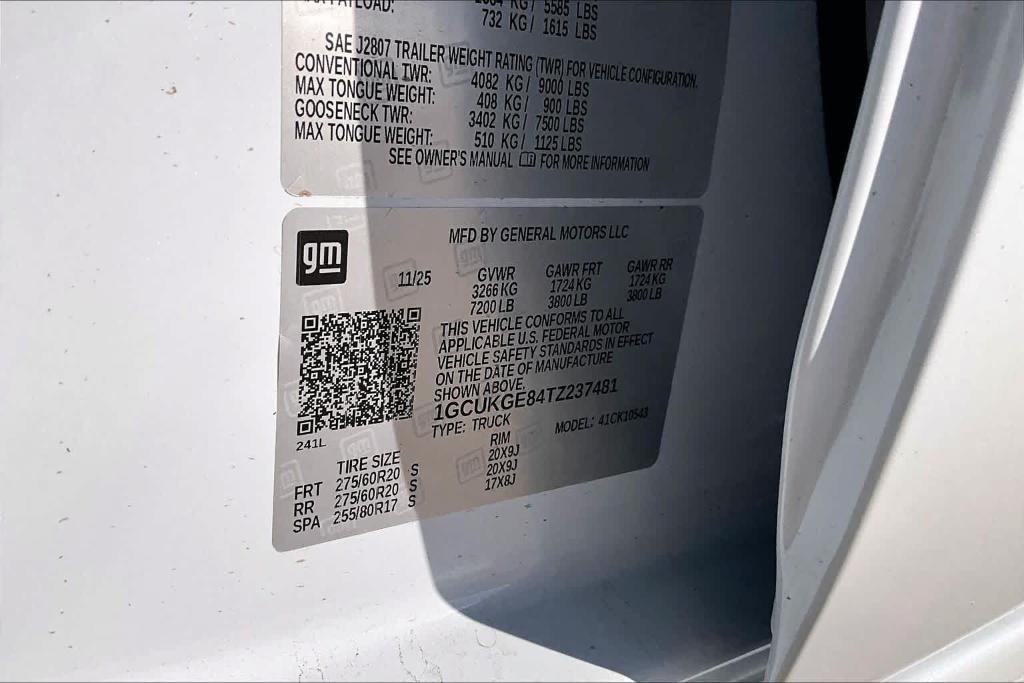 MAX PAYLOAD:
KG/ 5585 LBS
732 KG/ 1615 LBS
SAE J2807 TRAILER WEIGHT RATING (TWR) FOR VEHICLE CONFIGURATION.
CONVENTIONAL TWR: 4082 KG/ 9000 LBS
MAX TONGUE WEIGHT: 408 KG/ 900 LBS
GOOSENECK TWR: 3402 KG/ 7500 LBS
MAX TONGUE WEIGHT: 510 KG/ 1125 LBS
SEE OWNER'S MANUAL FOR MORE INFORMATION
gm
MFD BY GENERAL MOTORS LLC
11/25 GVWR GAWR FRT GAWR RR
3266 KG 1724 KG 1724 KG
7200 LB 3800 LB 3800 LB
THIS VEHICLE CONFORMS TO ALL
APPLICABLE U.S. FEDERAL MOTOR
VEHICLE SAFETY STANDARDS IN EFFECT
ON THE DATE OF MANUFACTURE
SHOWN ABOVE.
1GCUKGE84TZ237481
TYPE: TRUCK MODEL: 41CK10543
241L
TIRE SIZE RIM
FRT 275/60R20 S 20X9J
RR 275/60R20 S 20X9J
SPA 255/80R17 S 17X8J